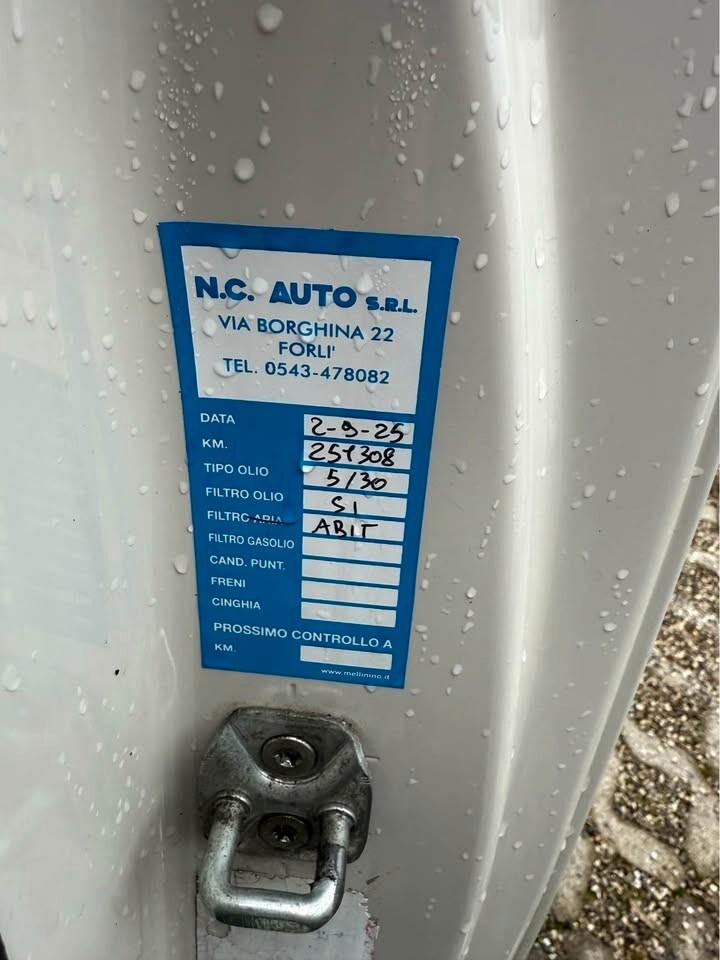 N.C. AUTO S.R.L.
VIA BORGHINA 22
FORLI'
TEL. 0543-478082
DATA 2-9-25
KM. 251308
TIPO OLIO 5/30
FILTRO OLIO SI
FILTRO ARIA ABIT
FILTRO GASOLIO
CAND. PUNT.
FRENI
CINGHIA
PROSSIMO CONTROLLO A
KM.
www.mellinino.it